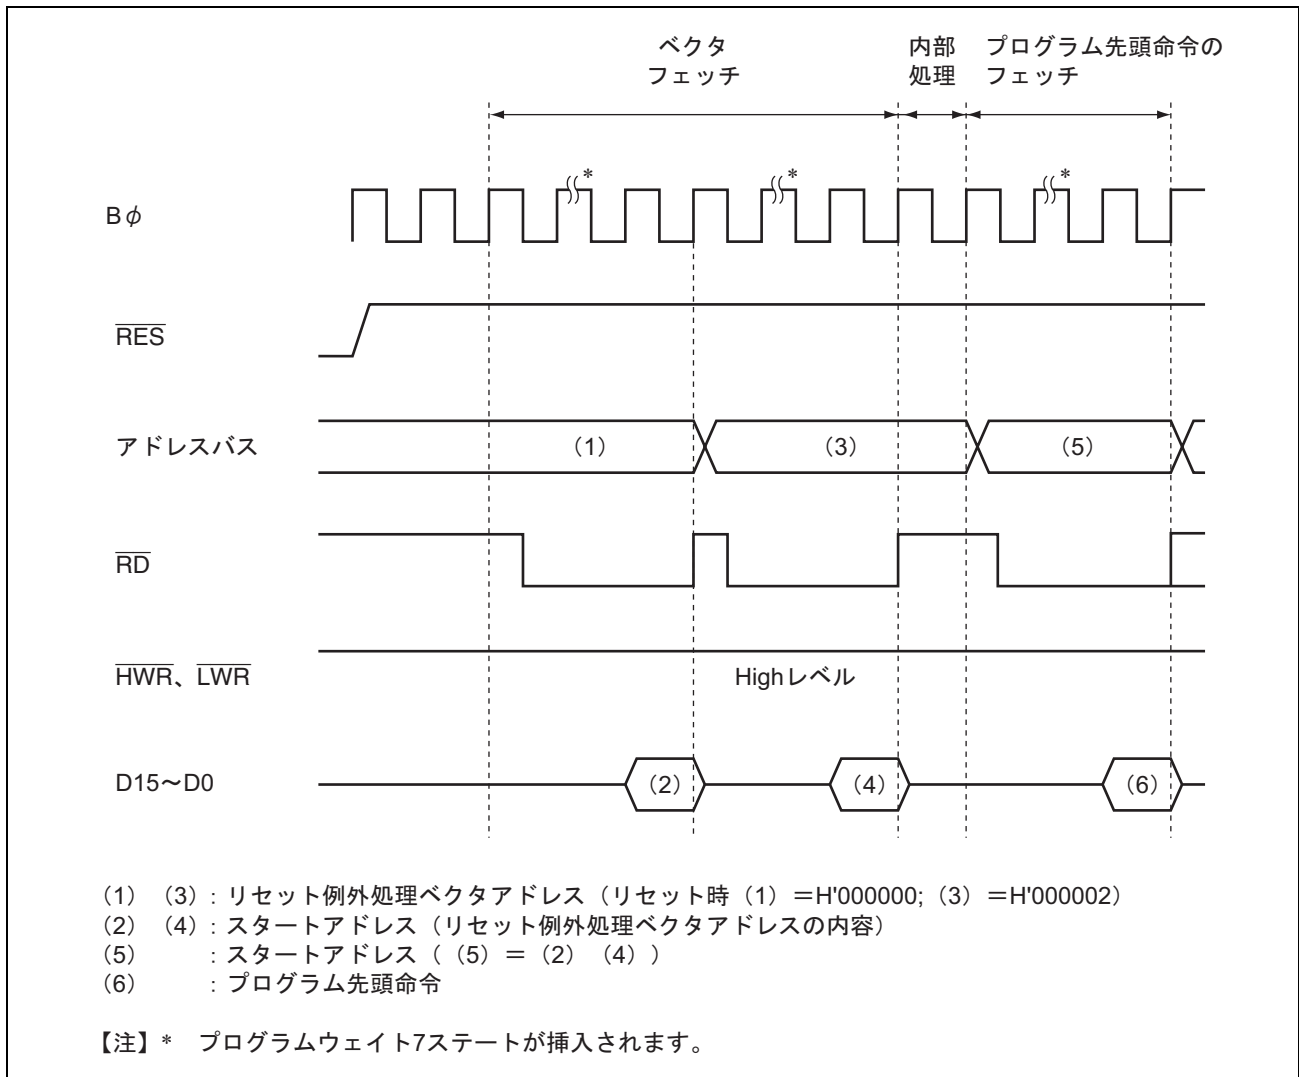 ベクタ
フェッチ
内部
処理
プログラム先頭命令の
フェッチ
* * *
Bφ
RES
アドレスバス
(1) (3) (5)
RD
HWR、LWR
Highレベル
D15~D0
(2) (4) (6)
(1) (3) : リセット例外処理ベクタアドレス(リセット時(1)=H'000000; (3)=H'000002)
(2) (4) : スタートアドレス(リセット例外処理ベクタアドレスの内容)
(5) : スタートアドレス((5)=(2) (4))
(6) : プログラム先頭命令
【注】* プログラムウェイト7ステートが挿入されます。